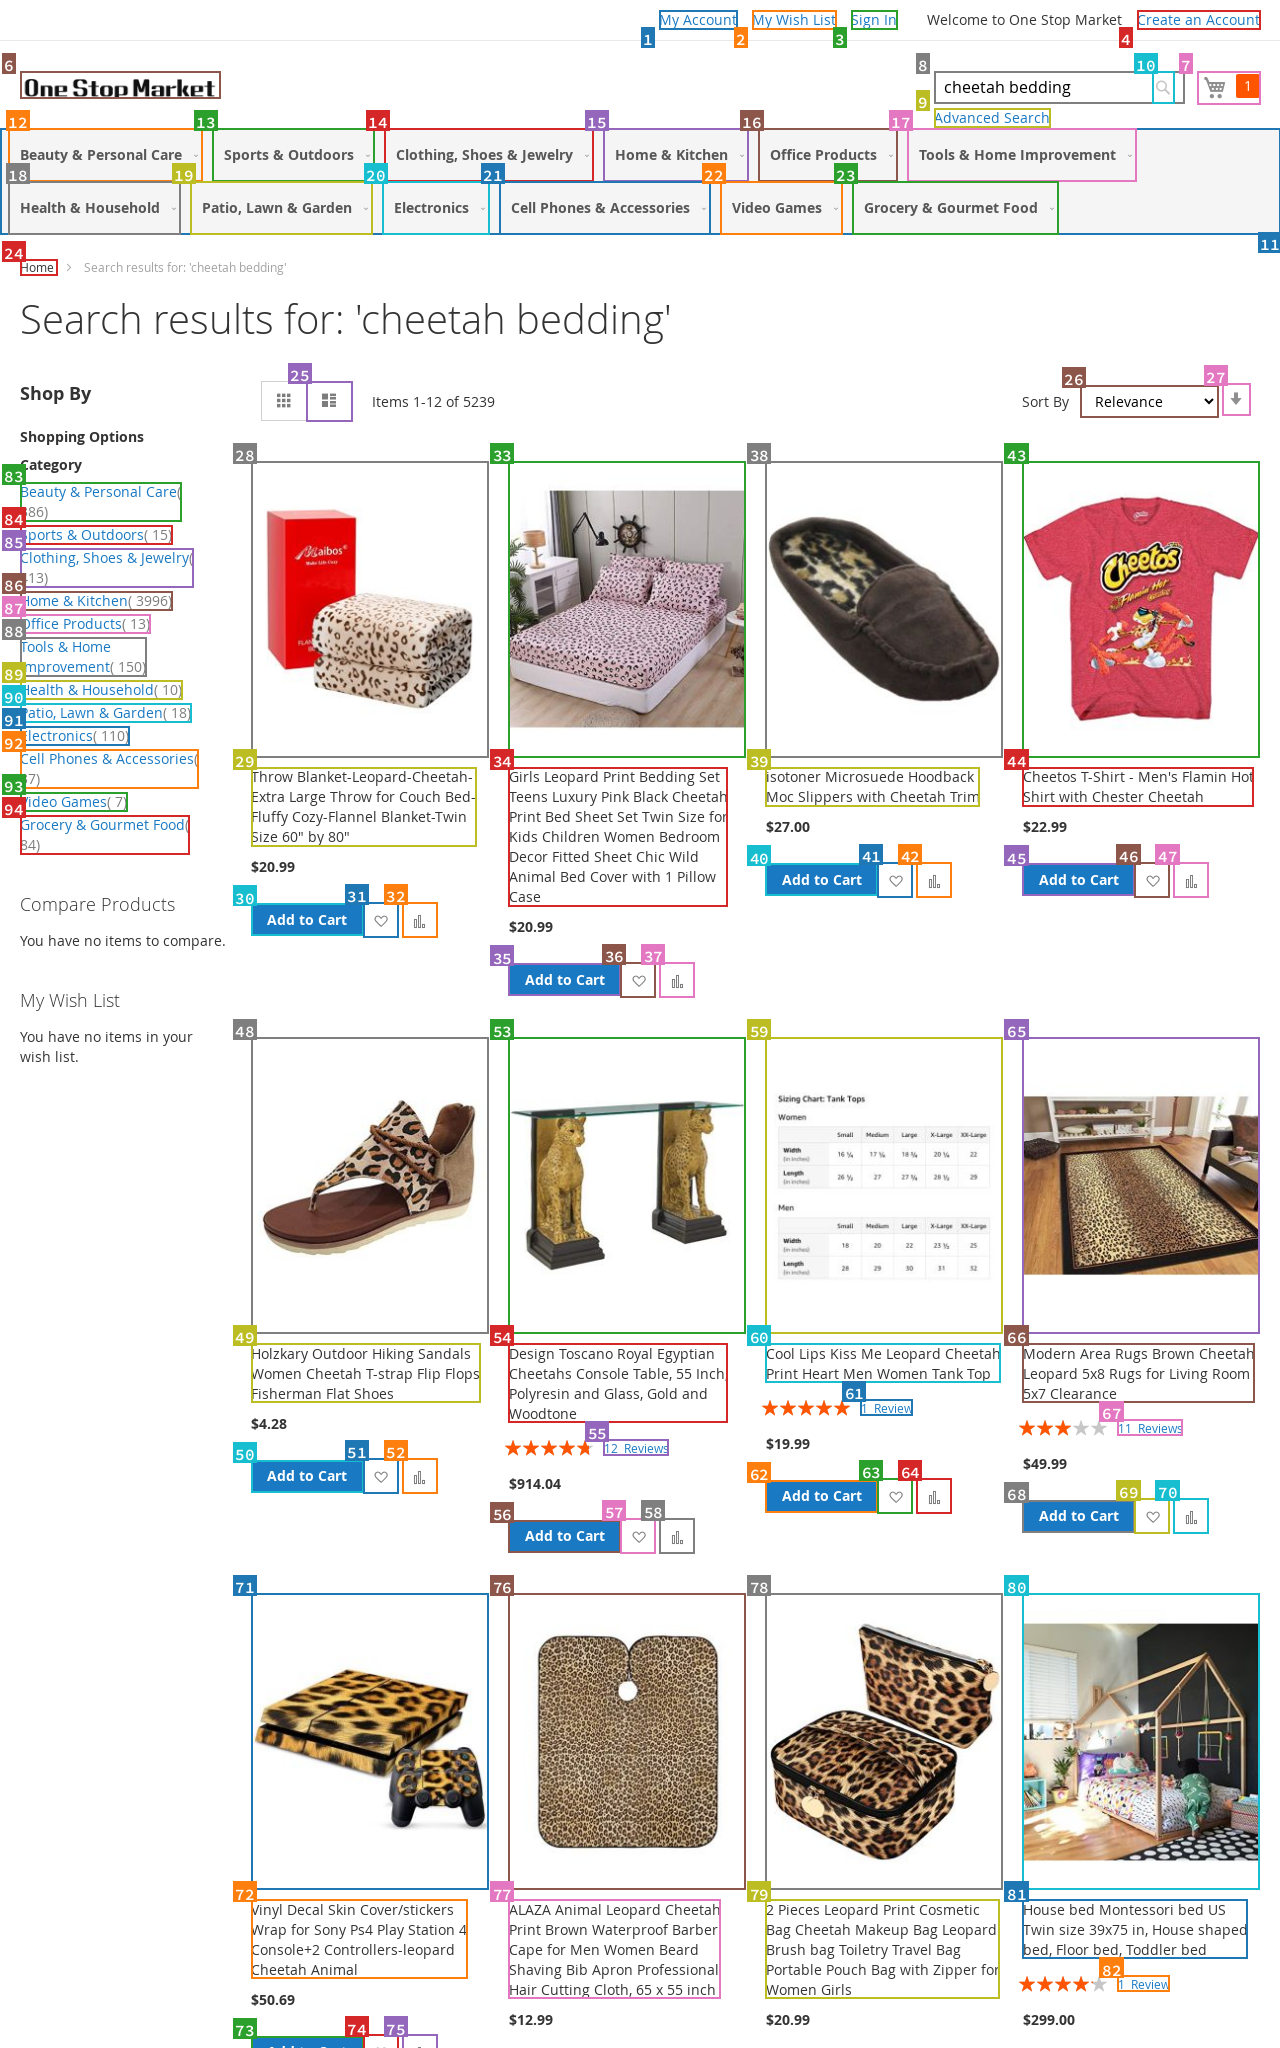 My Account
My Wish List
Sign In
Welcome to One Stop Market
Create an Account
1
2
3
4
6
One Stop Market
8
cheetah bedding
10
7
1
9
Advanced Search
12
13
14
15
16
17
Beauty & Personal Care
Sports & Outdoors
Clothing, Shoes & Jewelry
Home & Kitchen
Office Products
Tools & Home Improvement
18
19
20
21
22
23
Health & Household
Patio, Lawn & Garden
Electronics
Cell Phones & Accessories
Video Games
Grocery & Gourmet Food
11
24
Home
Search results for: 'cheetah bedding'
Search results for: 'cheetah bedding'
Shop By
25
Items 1-12 of 5239
Sort By
26
Relevance
27
Shopping Options
Category
83
Beauty & Personal Care(
84
Sports & Outdoors( 15)
85
Clothing, Shoes & Jewelry(
86
Home & Kitchen( 3996)
87
Office Products( 13)
88
Tools & Home
Improvement( 150)
89
Health & Household( 10)
90
Patio, Lawn & Garden( 18)
91
Electronics( 110)
92
Cell Phones & Accessories(
93
Video Games( 7)
94
Grocery & Gourmet Food(
84)
Compare Products
You have no items to compare.
My Wish List
You have no items in your
wish list.
28
Maibos
29
Throw Blanket-Leopard-Cheetah-
Extra Large Throw for Couch Bed-
Fluffy Cozy-Flannel Blanket-Twin
Size 60" by 80"
$20.99
30
Add to Cart
31
32
33
34
Girls Leopard Print Bedding Set
Teens Luxury Pink Black Cheetah
Print Bed Sheet Set Twin Size for
Kids Children Women Bedroom
Decor Fitted Sheet Chic Wild
Animal Bed Cover with 1 Pillow
Case
$20.99
35
Add to Cart
36
37
38
39
isotoner Microsuede Hoodback
Moc Slippers with Cheetah Trim
$27.00
40
Add to Cart
41
42
43
Cheetos
Flamin Hot
44
Cheetos T-Shirt - Men's Flamin Hot
Shirt with Chester Cheetah
$22.99
45
Add to Cart
46
47
48
49
Holzkary Outdoor Hiking Sandals
Women Cheetah T-strap Flip Flops
Fisherman Flat Shoes
$4.28
50
Add to Cart
51
52
53
54
Design Toscano Royal Egyptian
Cheetahs Console Table, 55 Inch,
Polyresin and Glass, Gold and
Woodtone
55
12 Reviews
$914.04
56
Add to Cart
57
58
59
Sizing Chart: Tank Tops
Women
Small Medium Large X-Large XX-Large
Width (in inches) 16 ¼ 17 ¼ 18 ¾ 20 ¼ 22
Length (in inches) 26 ½ 27 27 ¾ 28 ½ 29
Men
Small Medium Large X-Large XX-Large
Width (in inches) 18 20 22 23 ½ 25
Length (in inches) 28 29 30 31 32
60
Cool Lips Kiss Me Leopard Cheetah
Print Heart Men Women Tank Top
61
1 Review
$19.99
62
Add to Cart
63
64
65
66
Modern Area Rugs Brown Cheetah
Leopard 5x8 Rugs for Living Room
5x7 Clearance
67
11 Reviews
$49.99
68
Add to Cart
69
70
71
72
Vinyl Decal Skin Cover/stickers
Wrap for Sony Ps4 Play Station 4
Console+2 Controllers-leopard
Cheetah Animal
$50.69
73
Add to Cart
74
75
76
77
ALAZA Animal Leopard Cheetah
Print Brown Waterproof Barber
Cape for Men Women Beard
Shaving Bib Apron Professional
Hair Cutting Cloth, 65 x 55 inch
$12.99
78
79
2 Pieces Leopard Print Cosmetic
Bag Cheetah Makeup Bag Leopard
Brush bag Toiletry Travel Bag
Portable Pouch Bag with Zipper for
Women Girls
$20.99
80
81
House bed Montessori bed US
Twin size 39x75 in, House shaped
bed, Floor bed, Toddler bed
82
1 Review
$299.00